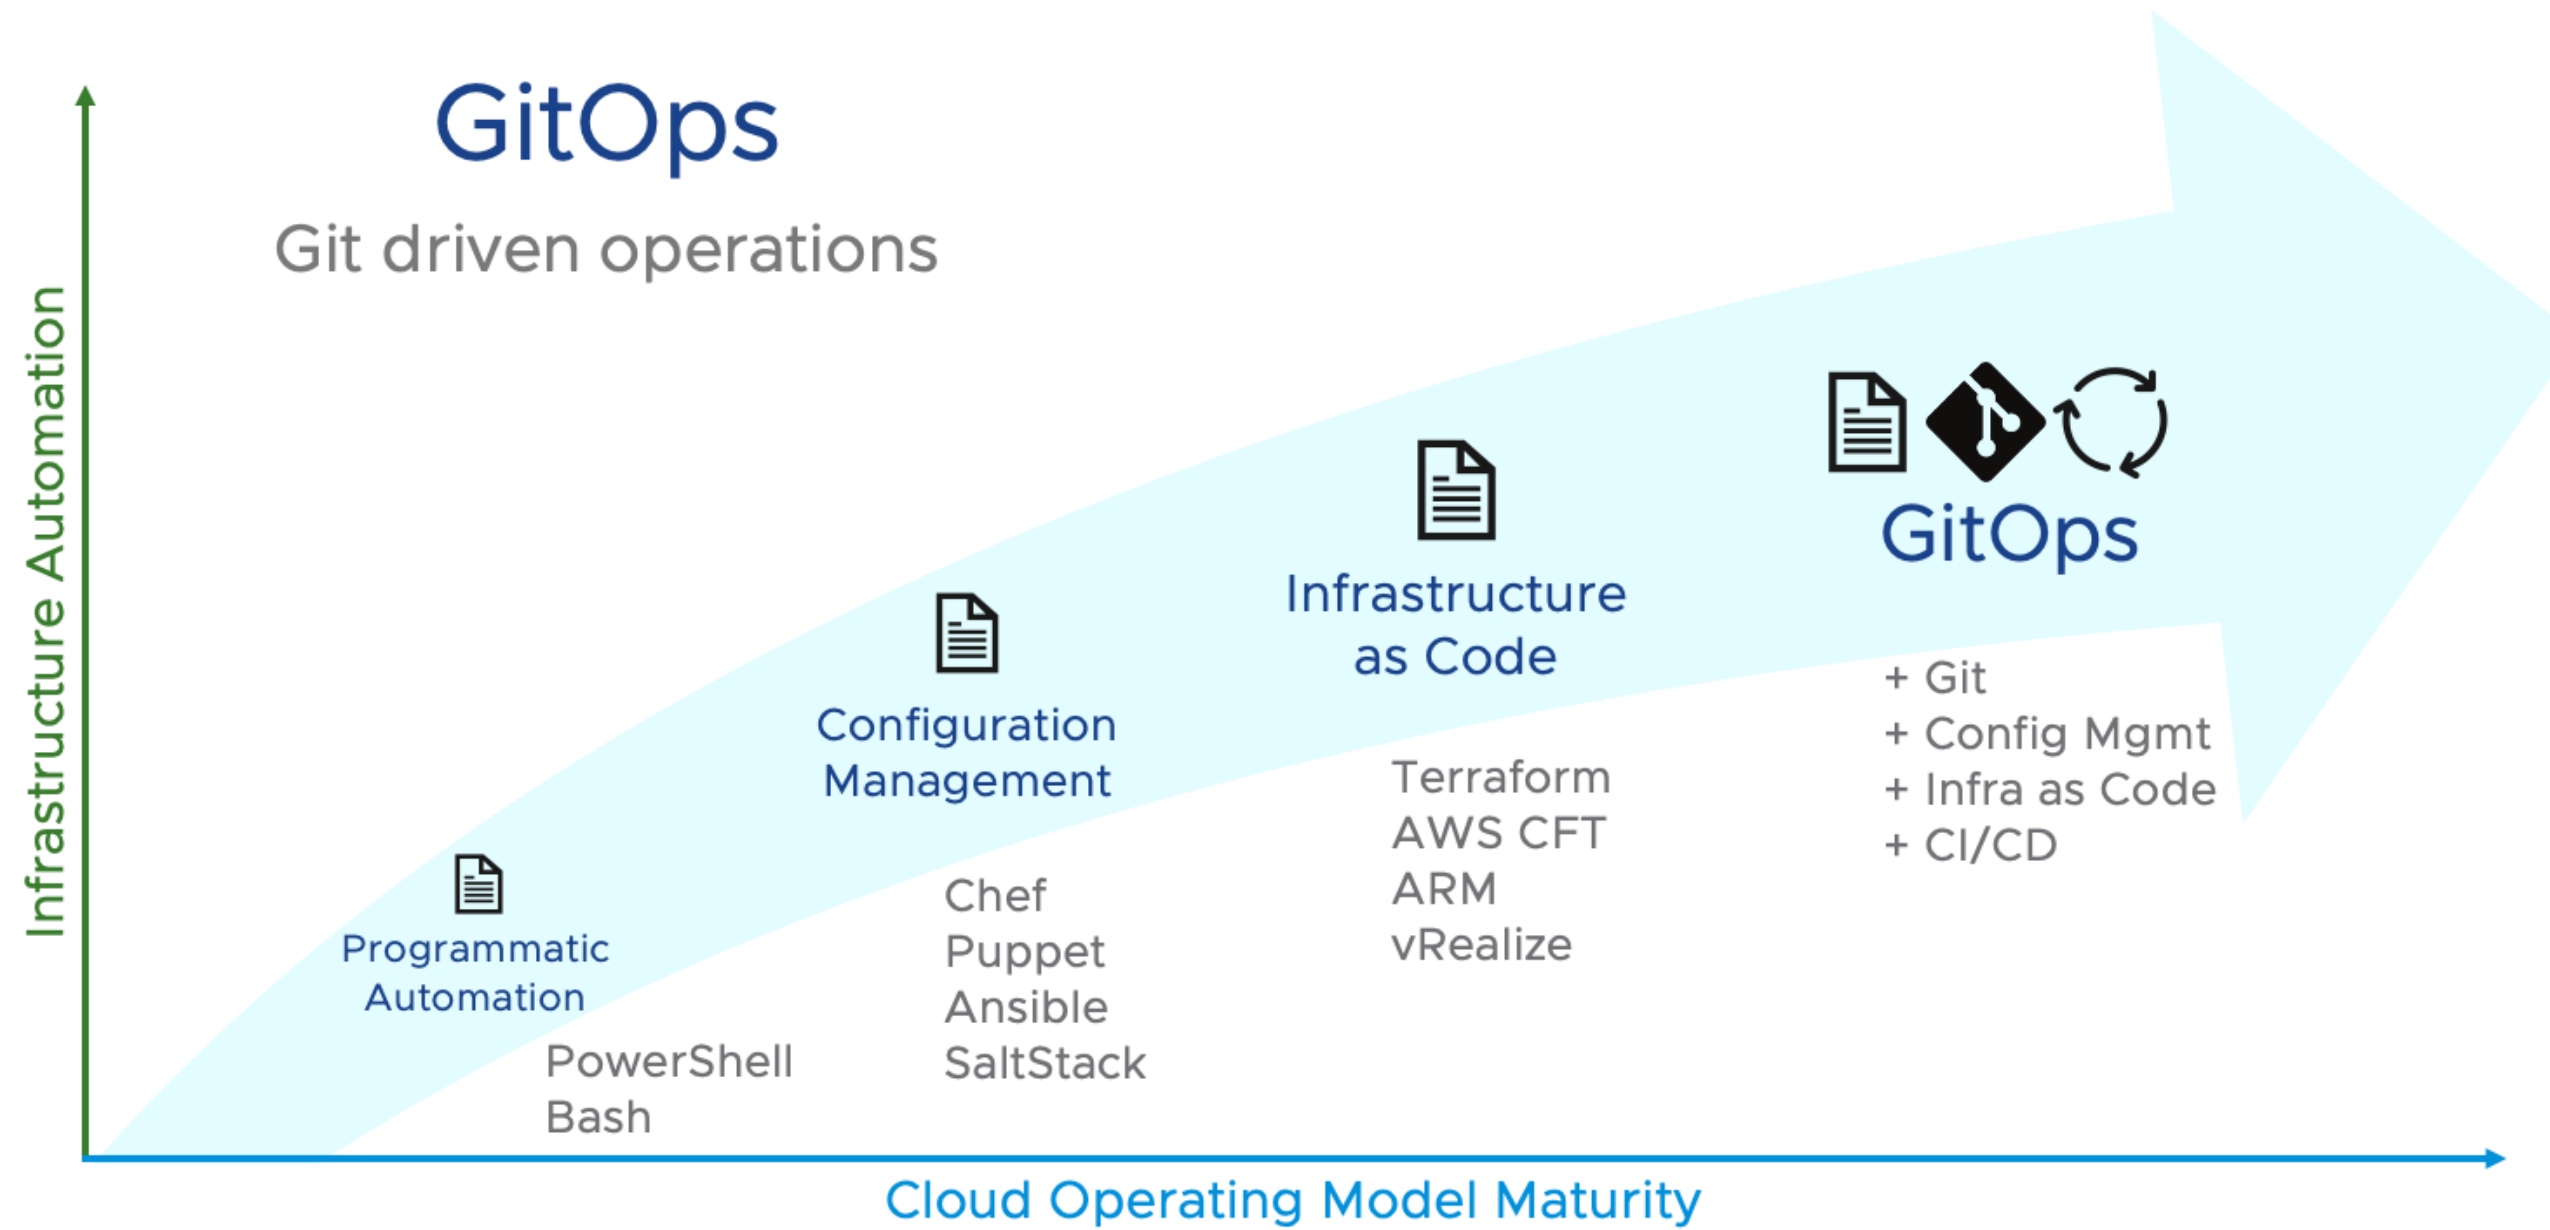 GitOps
Git driven operations
Infrastructure Automation
Programmatic
Automation
PowerShell
Bash
Configuration
Management
Chef
Puppet
Ansible
SaltStack
Infrastructure
as Code
Terraform
AWS CFT
ARM
vRealize
GitOps
+ Git
+ Config Mgmt
+ Infra as Code
+ CI/CD
Cloud Operating Model Maturity